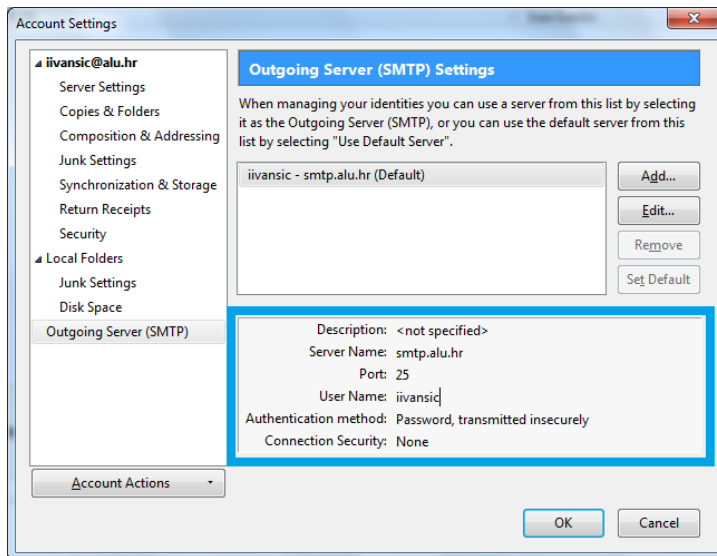 Account Settings
iivansic@alu.hr
Server Settings
Copies & Folders
Composition & Addressing
Junk Settings
Synchronization & Storage
Return Receipts
Security
Local Folders
Junk Settings
Disk Space
Outgoing Server (SMTP)
Account Actions
Outgoing Server (SMTP) Settings
When managing your identities you can use a server from this list by selecting
it as the Outgoing Server (SMTP), or you can use the default server from this
list by selecting "Use Default Server".
iivansic - smtp.alu.hr (Default)
Add...
Edit...
Remove
Set Default
Description: <not specified>
Server Name: smtp.alu.hr
Port: 25
User Name: iivansic
Authentication method: Password, transmitted insecurely
Connection Security: None
OK
Cancel